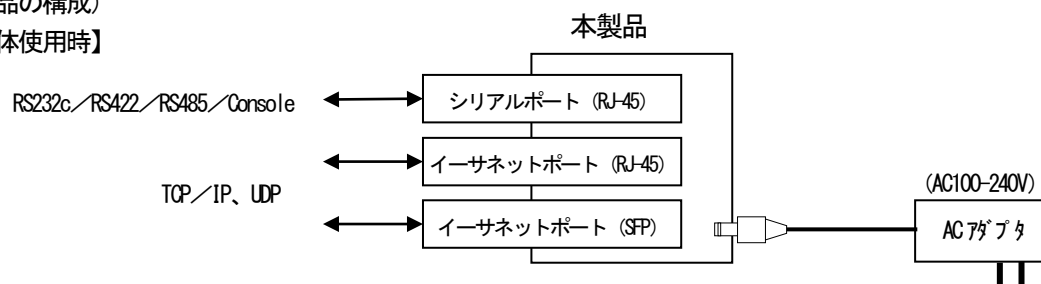 品の構成）
体使用時】
本製品
RS232c／RS422／RS485／Console
シリアルポート（RJ-45）
イーサネットポート（RJ-45）
TCP／IP、UDP
イーサネットポート（SFP）
（AC100-240V）
ACｱﾀﾞﾌﾟﾀ